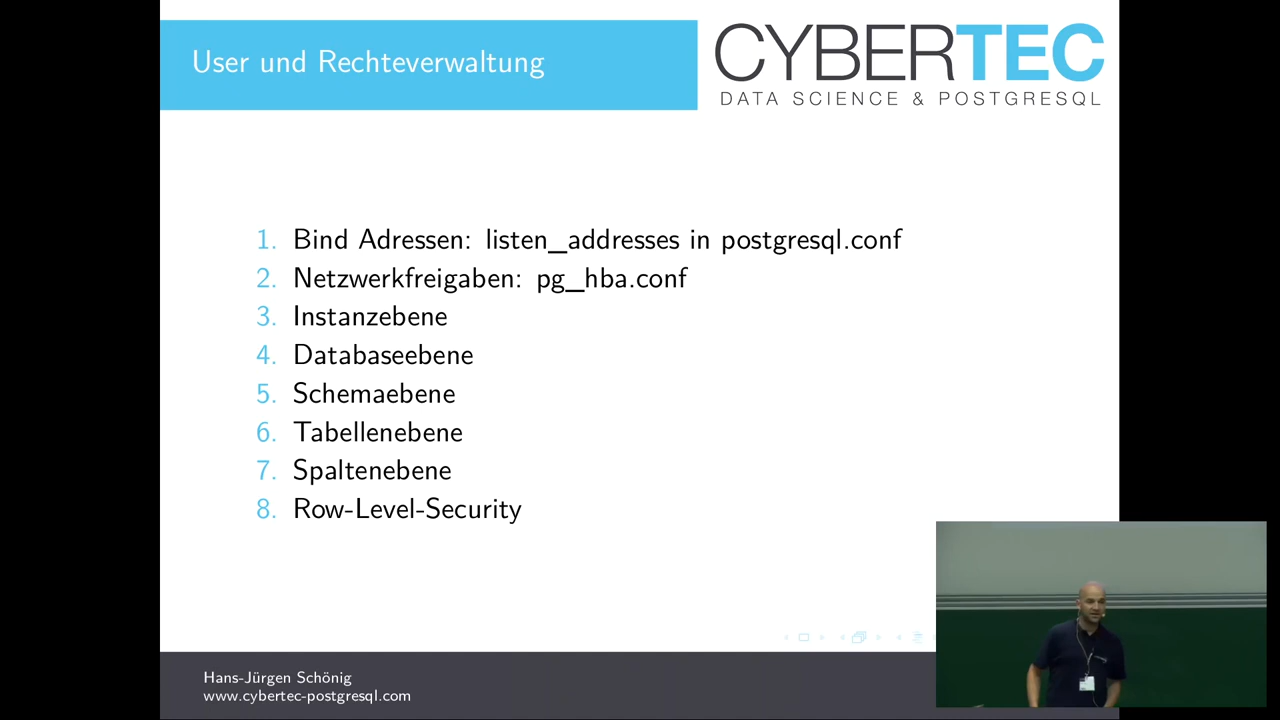 User und Rechteverwaltung
CYBERTEC
DATA SCIENCE & POSTGRESQL
1. Bind Adressen: listen_addresses in postgresql.conf
2. Netzwerkfreigaben: pg_hba.conf
3. Instanzebene
4. Databaseebene
5. Schemaebene
6. Tabellenebene
7. Spaltenebene
8. Row-Level-Security
Hans-Jürgen Schönig
www.cybertec-postgresql.com